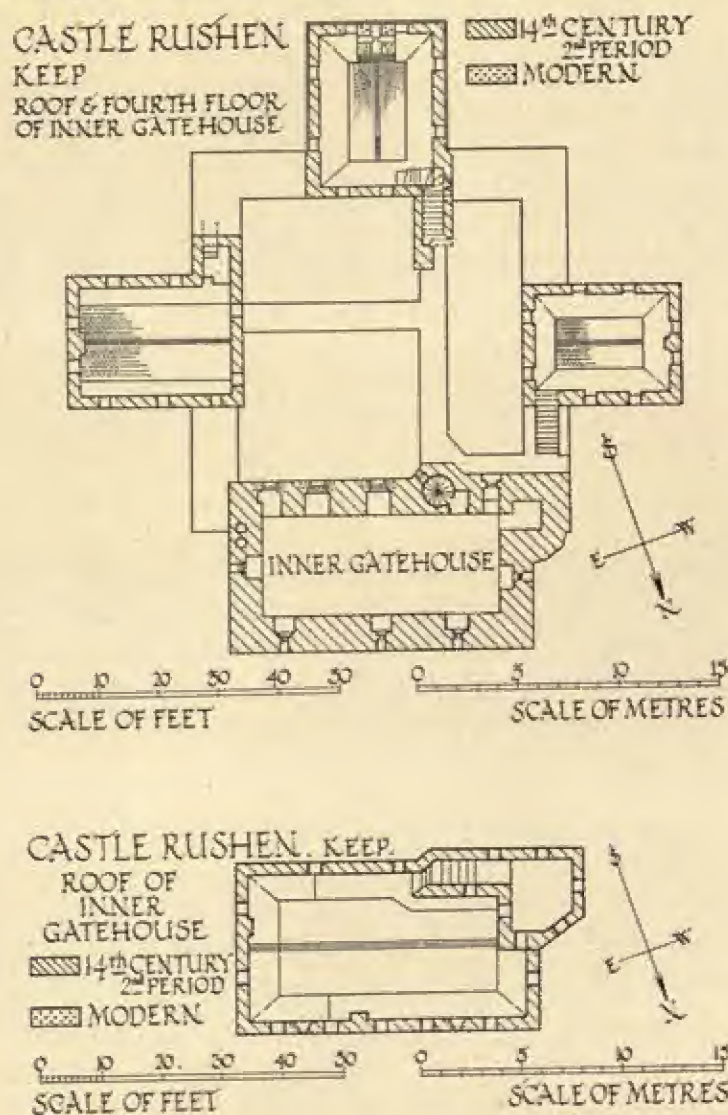 CASTLE RUSHEN
KEEP
ROOF & FOURTH FLOOR
OF INNER GATEHOUSE
14th CENTURY
2nd PERIOD
MODERN
INNER GATEHOUSE
S
E W
N
0 10 20 30 40 50
SCALE OF FEET
0 5 10 15
SCALE OF METRES
CASTLE RUSHEN. KEEP.
ROOF OF
INNER
GATEHOUSE
14th CENTURY
2nd PERIOD
MODERN
S
E W
N
0 10 20 30 40 50
SCALE OF FEET
0 5 10 15
SCALE OF METRES